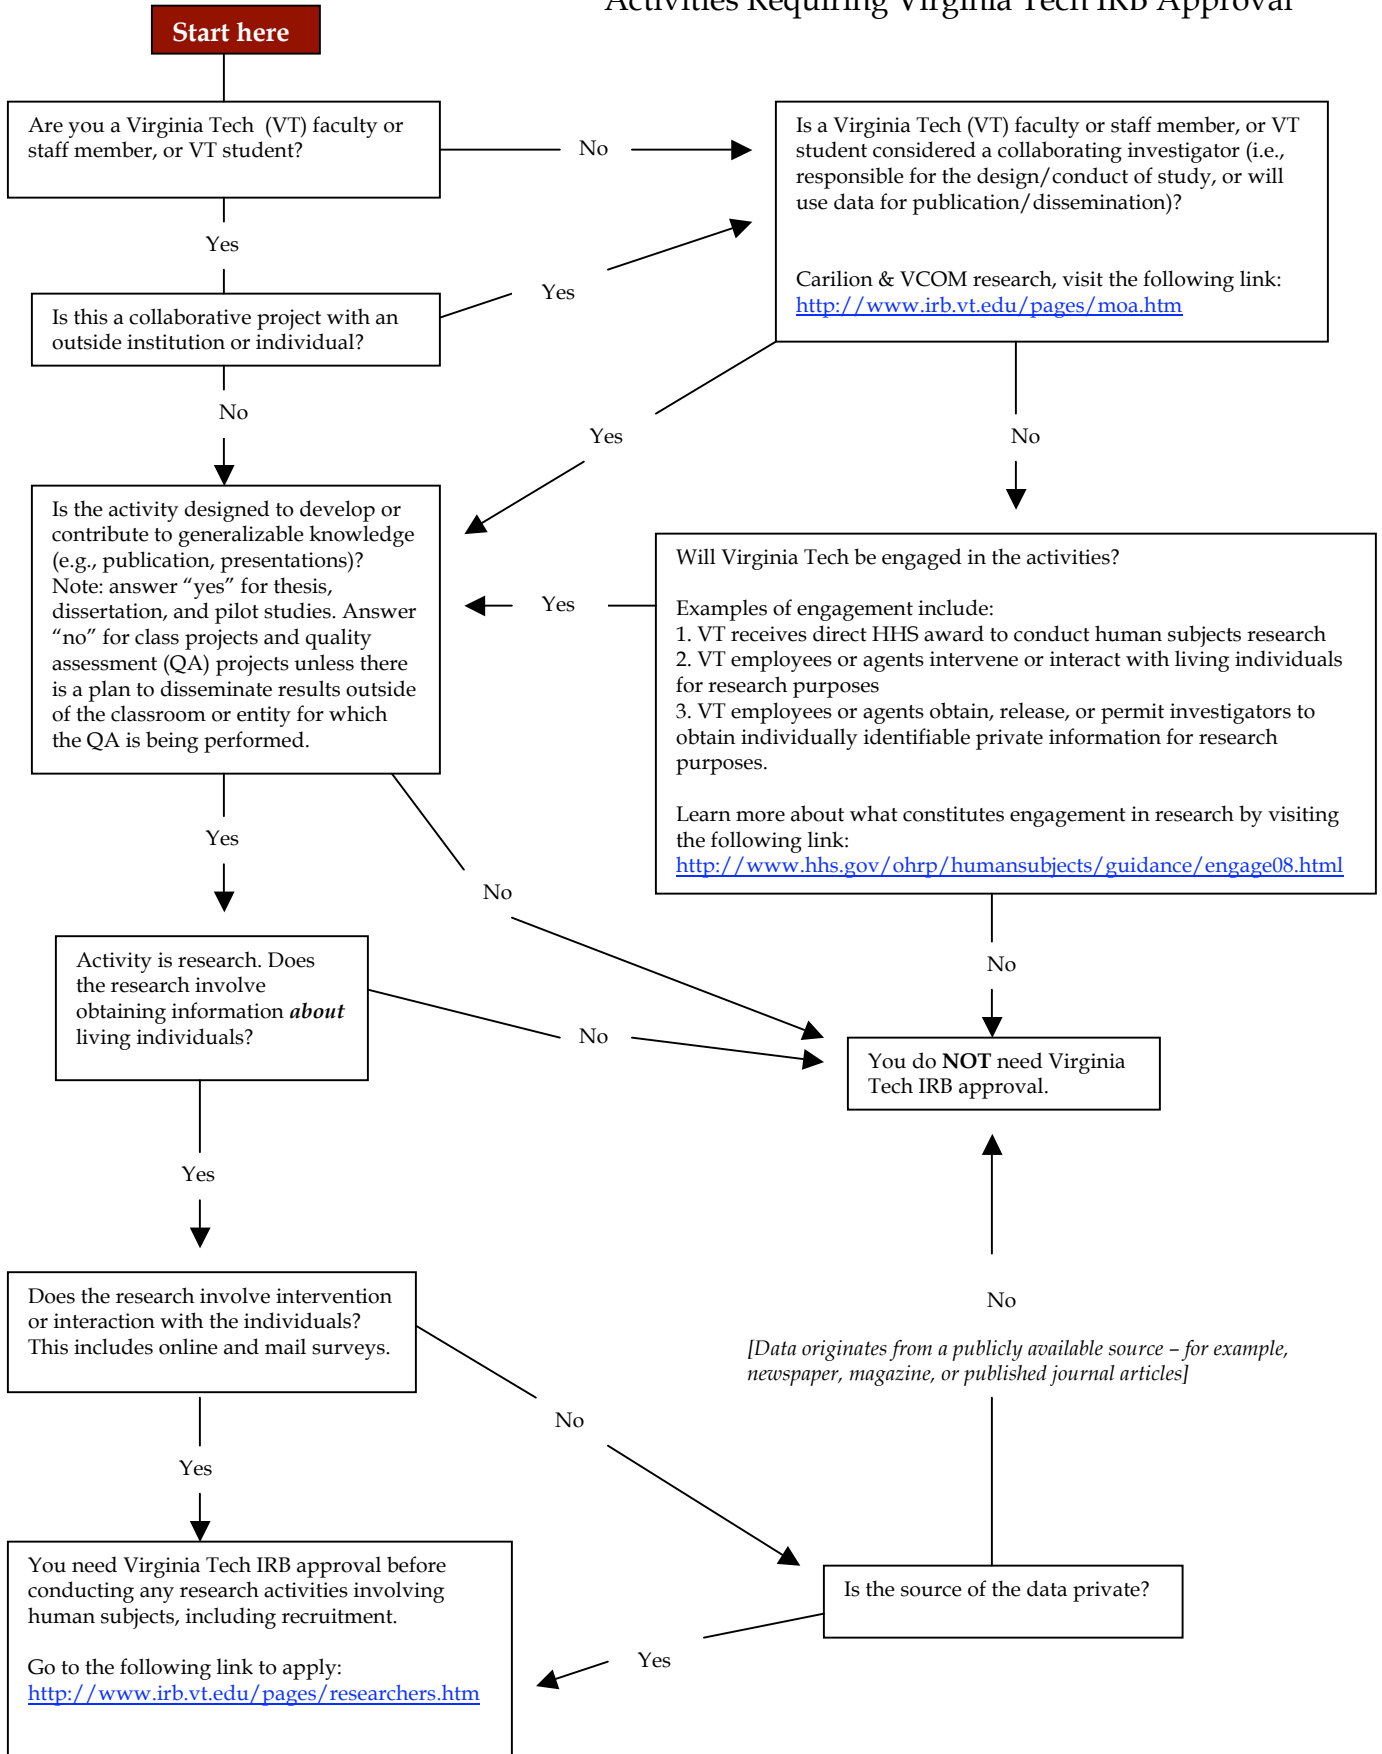 Activities Requiring Virginia Tech IRB Approval
Start here
Are you a Virginia Tech (VT) faculty or
staff member, or VT student?
No
Is a Virginia Tech (VT) faculty or staff member, or VT
student considered a collaborating investigator (i.e.,
responsible for the design/conduct of study, or will
use data for publication/dissemination)?
Carilion & VCOM research, visit the following link:
http://www.irb.vt.edu/pages/moa.htm
Yes
Is this a collaborative project with an
outside institution or individual?
Yes
No
Yes
No
Is the activity designed to develop or
contribute to generalizable knowledge
(e.g., publication, presentations)?
Note: answer “yes” for thesis,
dissertation, and pilot studies. Answer
“no” for class projects and quality
assessment (QA) projects unless there
is a plan to disseminate results outside
of the classroom or entity for which
the QA is being performed.
Yes
Will Virginia Tech be engaged in the activities?
Examples of engagement include:
1. VT receives direct HHS award to conduct human subjects research
2. VT employees or agents intervene or interact with living individuals
for research purposes
3. VT employees or agents obtain, release, or permit investigators to
obtain individually identifiable private information for research
purposes.
Learn more about what constitutes engagement in research by visiting
the following link:
http://www.hhs.gov/ohrp/humansubjects/guidance/engage08.html
Yes
No
No
Activity is research. Does
the research involve
obtaining information about
living individuals?
No
You do NOT need Virginia
Tech IRB approval.
Yes
Does the research involve intervention
or interaction with the individuals?
This includes online and mail surveys.
No
[Data originates from a publicly available source – for example,
newspaper, magazine, or published journal articles]
No
Yes
You need Virginia Tech IRB approval before
conducting any research activities involving
human subjects, including recruitment.
Go to the following link to apply:
http://www.irb.vt.edu/pages/researchers.htm
Is the source of the data private?
Yes